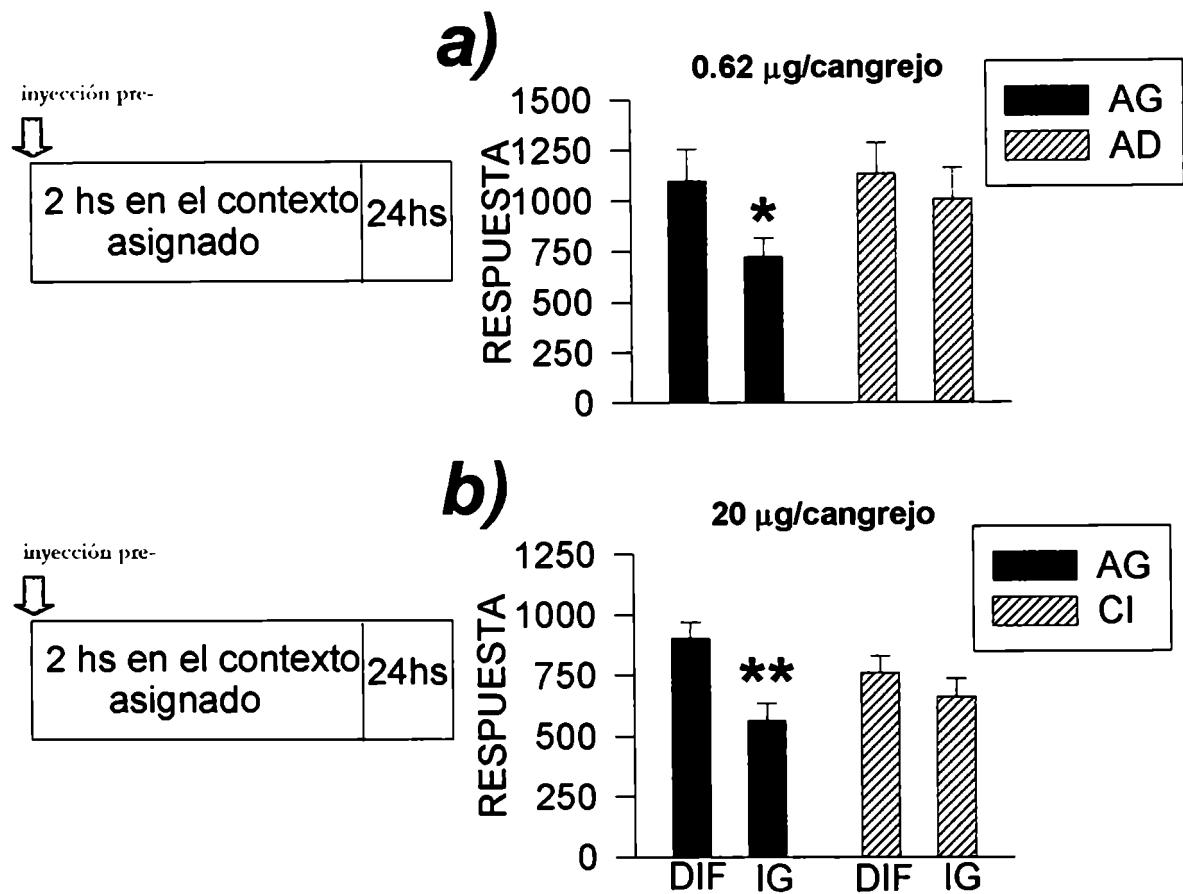 a)
0.62 μg/cangrejo
inyección pre-
2 hs en el contexto
asignado
24hs
RESPUESTA
1500
1250
1000
750
500
250
0
*
AG
AD
b)
20 μg/cangrejo
inyección pre-
2 hs en el contexto
asignado
24hs
RESPUESTA
1250
1000
750
500
250
0
**
AG
CI
DIF IG DIF IG